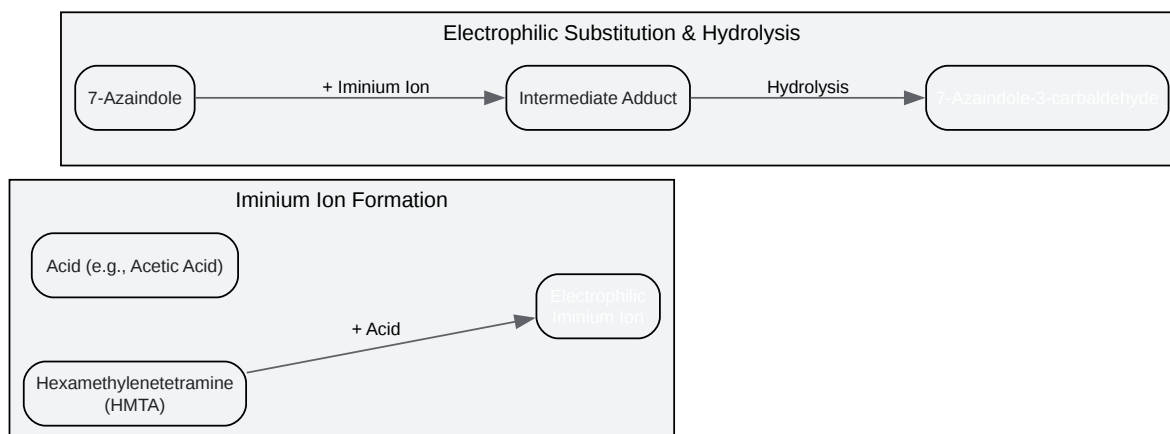 Electrophilic Substitution & Hydrolysis
7-Azaindole
+ Iminium Ion
Intermediate Adduct
Hydrolysis
7-Azaindole-3-carbaldehyde
Iminium Ion Formation
Acid (e.g., Acetic Acid)
Electrophilic
Iminium Ion
+ Acid
Hexamethylenetetramine
(HMTA)